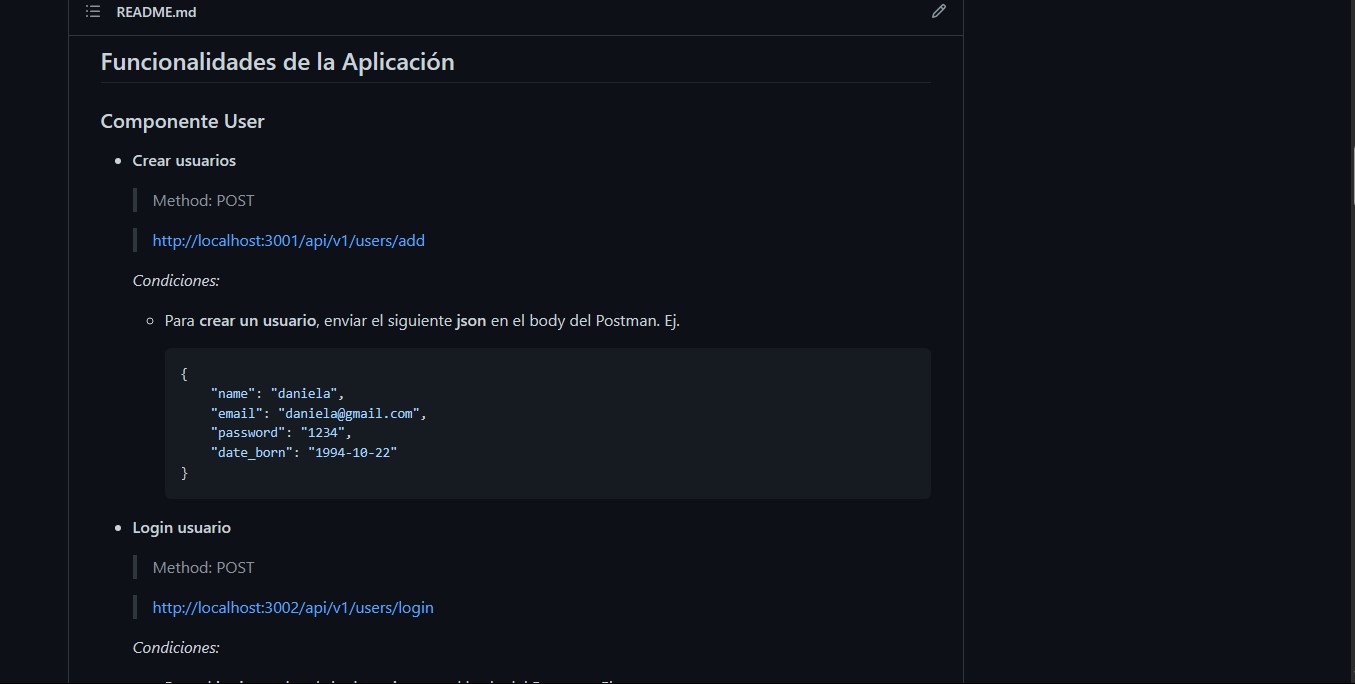 README.md
Funcionalidades de la Aplicación
Componente User
Crear usuarios
Method: POST
http://localhost:3001/api/v1/users/add
Condiciones:
Para crear un usuario, enviar el siguiente json en el body del Postman. Ej.
{
"name": "daniela",
"email": "daniela@gmail.com",
"password": "1234",
"date_born": "1994-10-22"
}
Login usuario
Method: POST
http://localhost:3002/api/v1/users/login
Condiciones: